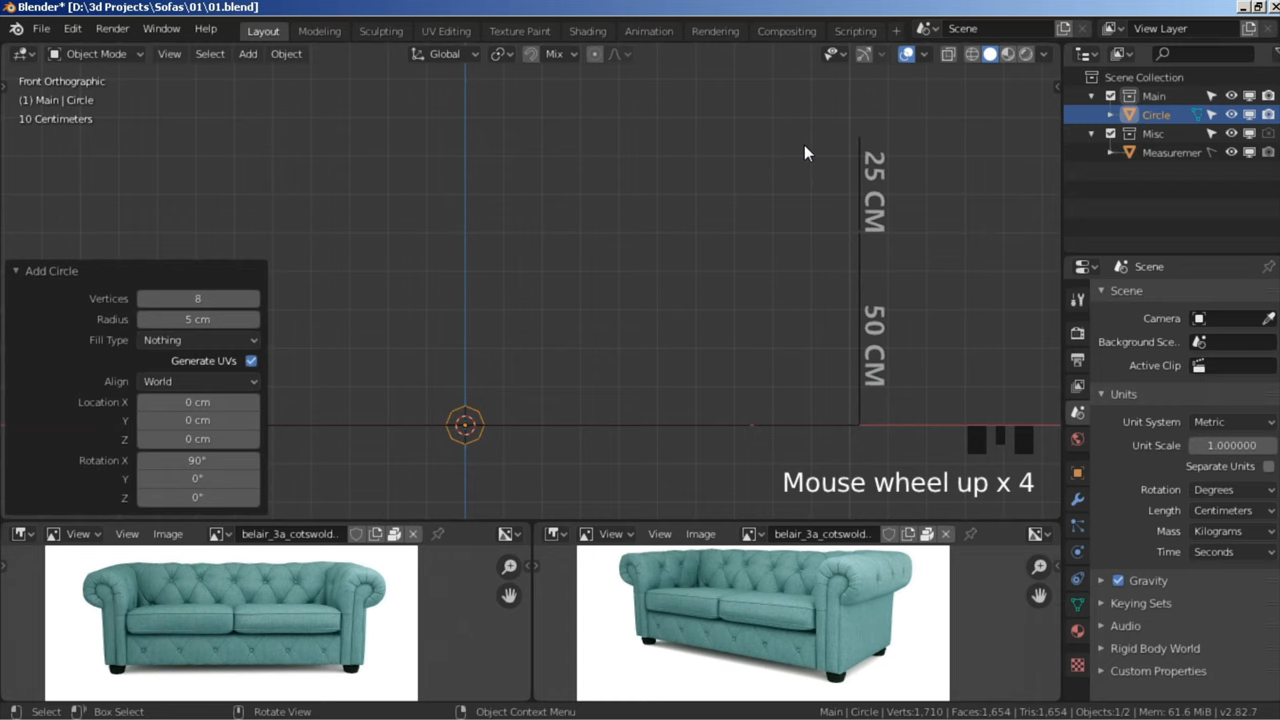 Blender* [D:\3d Projects\Sofas\01\01.blend]
File Edit Render Window Help Layout Modeling Sculpting UV Editing Texture Paint Shading Animation Rendering Compositing Scripting + Scene View Layer
Object Mode View Select Add Object Global Mix
Front Orthographic
(1) Main | Circle
10 Centimeters
25 CM
50 CM
Add Circle
Vertices 8
Radius 5 cm
Fill Type Nothing
Generate UVs
Align World
Location X 0 cm
Y 0 cm
Z 0 cm
Rotation X 90°
Y 0°
Z 0°
Mouse wheel up x 4
Scene Collection
Main
Circle
Misc
Measuremer
Scene
Scene
Camera
Background Sce..
Active Clip
Units
Unit System Metric
Unit Scale 1.000000
Separate Units
Rotation Degrees
Length Centimeters
Mass Kilograms
Time Seconds
Gravity
Keying Sets
Audio
Rigid Body World
Custom Properties
View View Image belair_3a_cotswold..
View View Image belair_3a_cotswold..
Select Box Select Rotate View Object Context Menu
Main | Circle | Verts:1,710 | Faces:1,654 | Tris:1,654 | Objects:1/2 | Mem: 61.6 MiB | v2.82.7